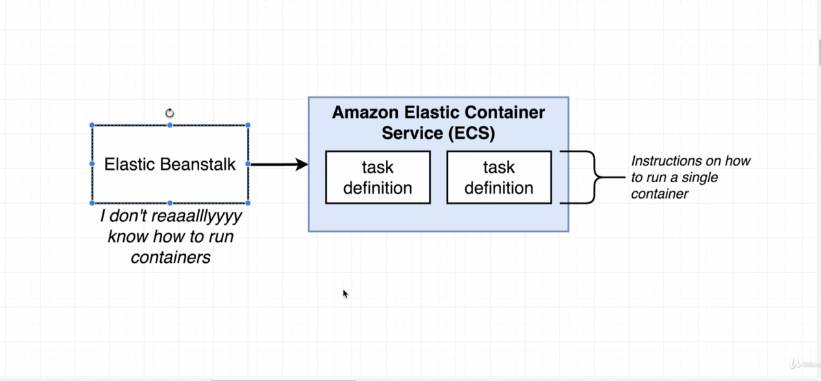 Amazon Elastic Container
Service (ECS)
Elastic Beanstalk
task
definition
task
definition
Instructions on how
to run a single
container
I don't reaaalllyyyy
know how to run
containers